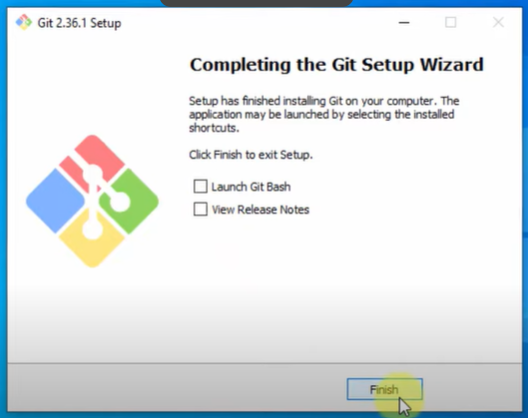 Git 2.36.1 Setup
Completing the Git Setup Wizard
Setup has finished installing Git on your computer. The
application may be launched by selecting the installed
shortcuts.
Click Finish to exit Setup.
Launch Git Bash
View Release Notes
Finish